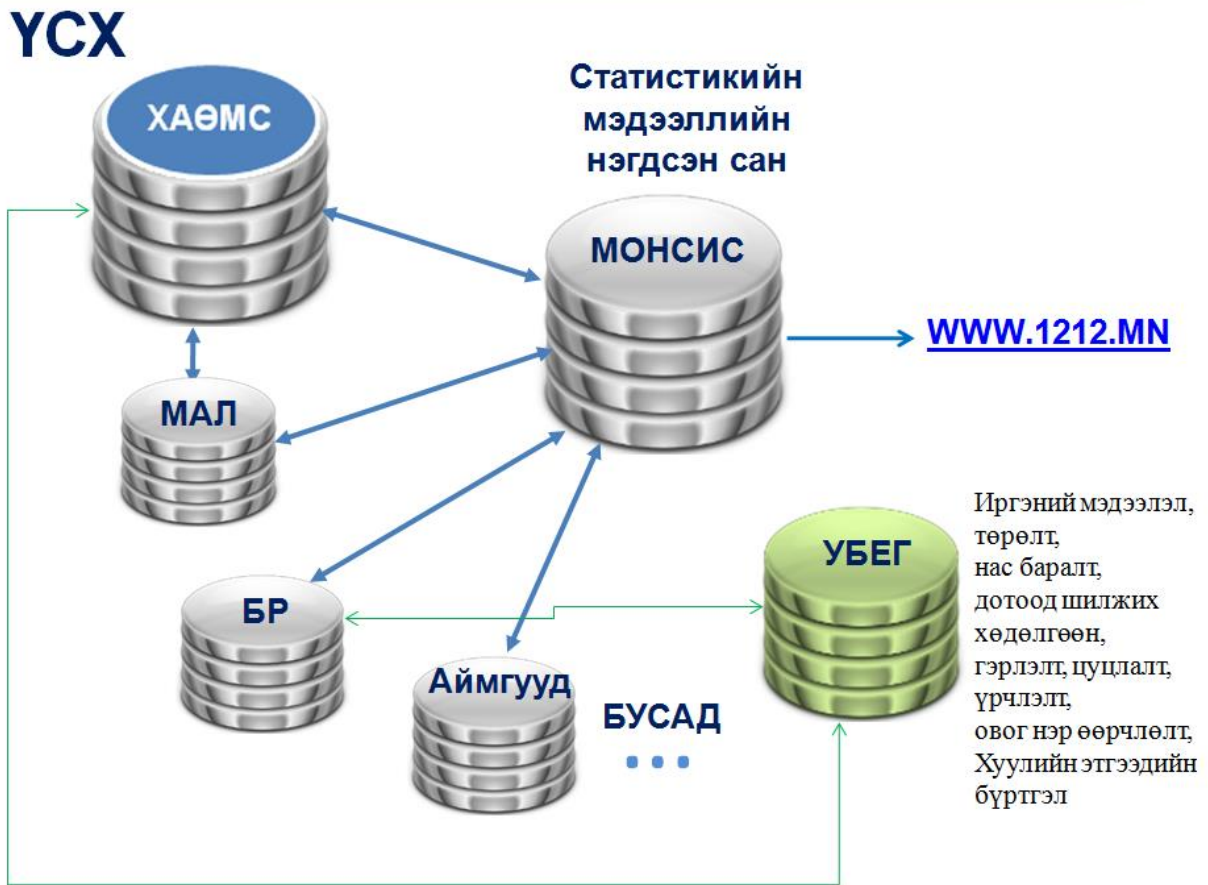 ҮСХ
ХАӨМС
Статистикийн
мэдээллийн
нэгдсэн сан
МОНСИС
WWW.1212.MN
МАЛ
БР
Аймгууд
БУСАД
...
УБЕГ
Иргэний мэдээлэл,
төрөлт,
нас баралт,
дотоод шилжих
хөдөлгөөн,
гэрлэлт, цуцлалт,
үрчлэлт,
овог нэр өөрчлөлт,
Хуулийн этгээдийн
бүртгэл